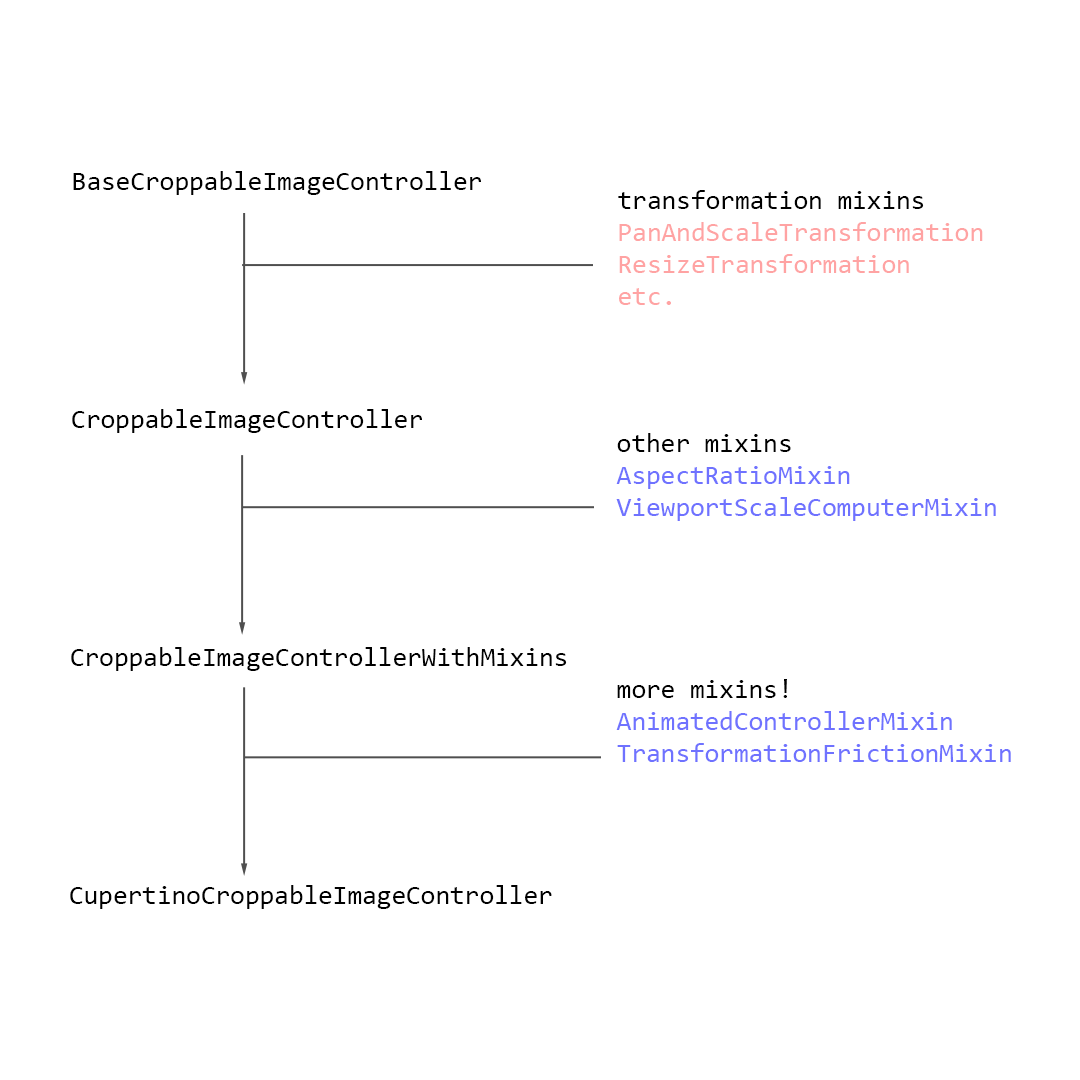 BaseCroppableImageController
transformation mixins
PanAndScaleTransformation
ResizeTransformation
etc.
CroppableImageController
other mixins
AspectRatioMixin
ViewportScaleComputerMixin
CroppableImageControllerWithMixins
more mixins!
AnimatedControllerMixin
TransformationFrictionMixin
CupertinoCroppableImageController